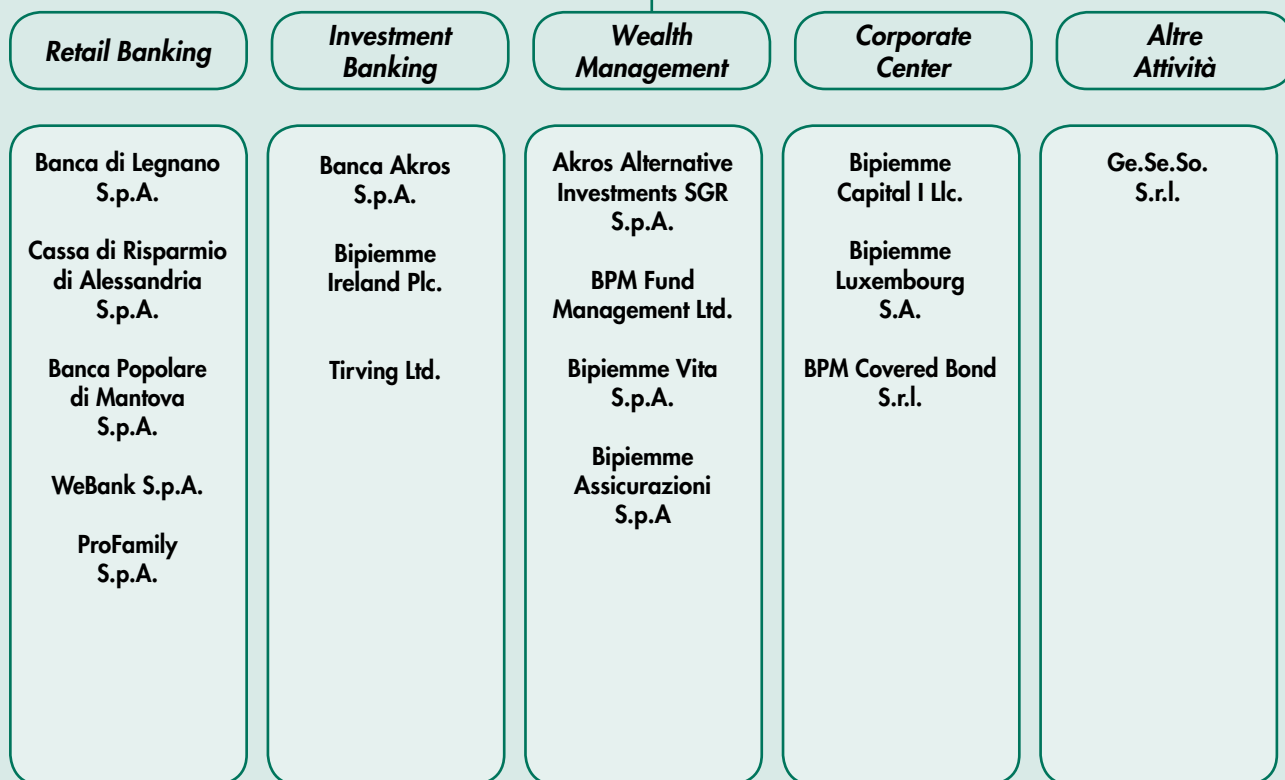 Retail Banking
Investment
Banking
Wealth
Management
Corporate
Center
Altre
Attività
Banca di Legnano
S.p.A.
Cassa di Risparmio
di Alessandria
S.p.A.
Banca Popolare
di Mantova
S.p.A.
WeBank S.p.A.
ProFamily
S.p.A.
Banca Akros
S.p.A.
Bipiemme
Ireland Plc.
Tirving Ltd.
Akros Alternative
Investments SGR
S.p.A.
BPM Fund
Management Ltd.
Bipiemme Vita
S.p.A.
Bipiemme
Assicurazioni
S.p.A
Bipiemme
Capital I Llc.
Bipiemme
Luxembourg
S.A.
BPM Covered Bond
S.r.l.
Ge.Se.So.
S.r.l.